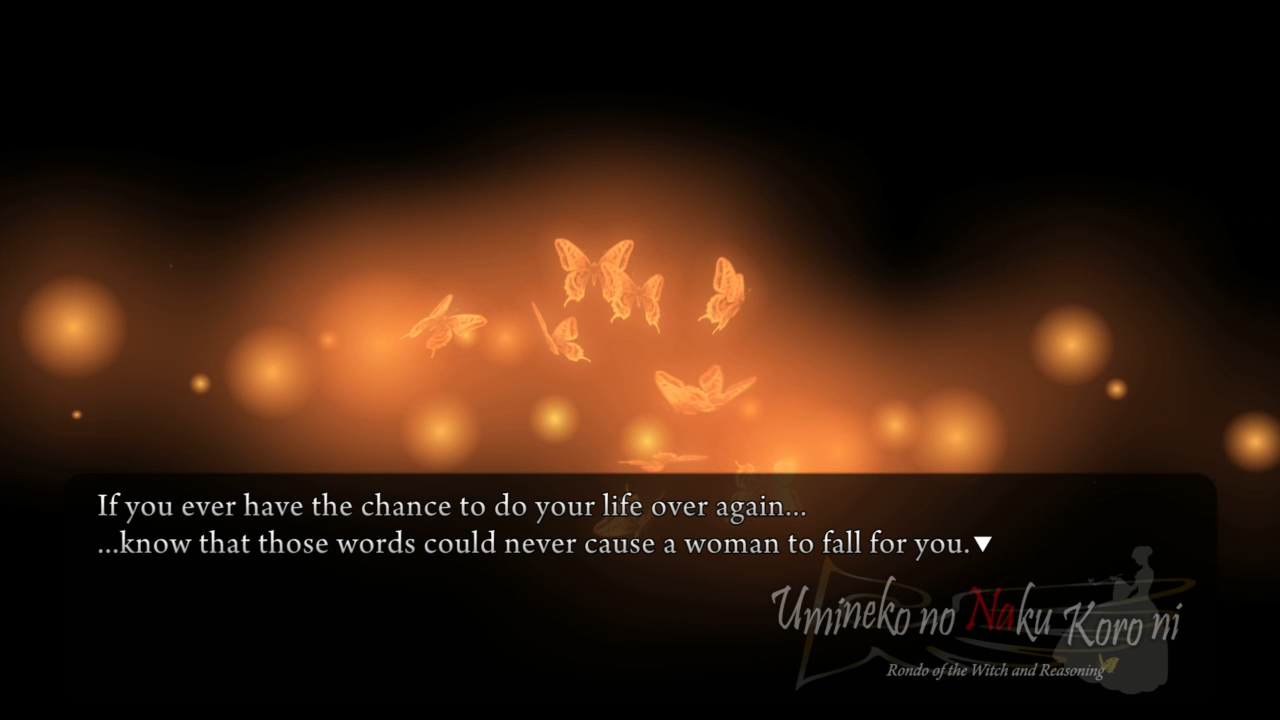 If you ever have the chance to do your life over again...
...know that those words could never cause a woman to fall for you.
Umineko no Naku Koro ni
Rondo of the Witch and Reasoning